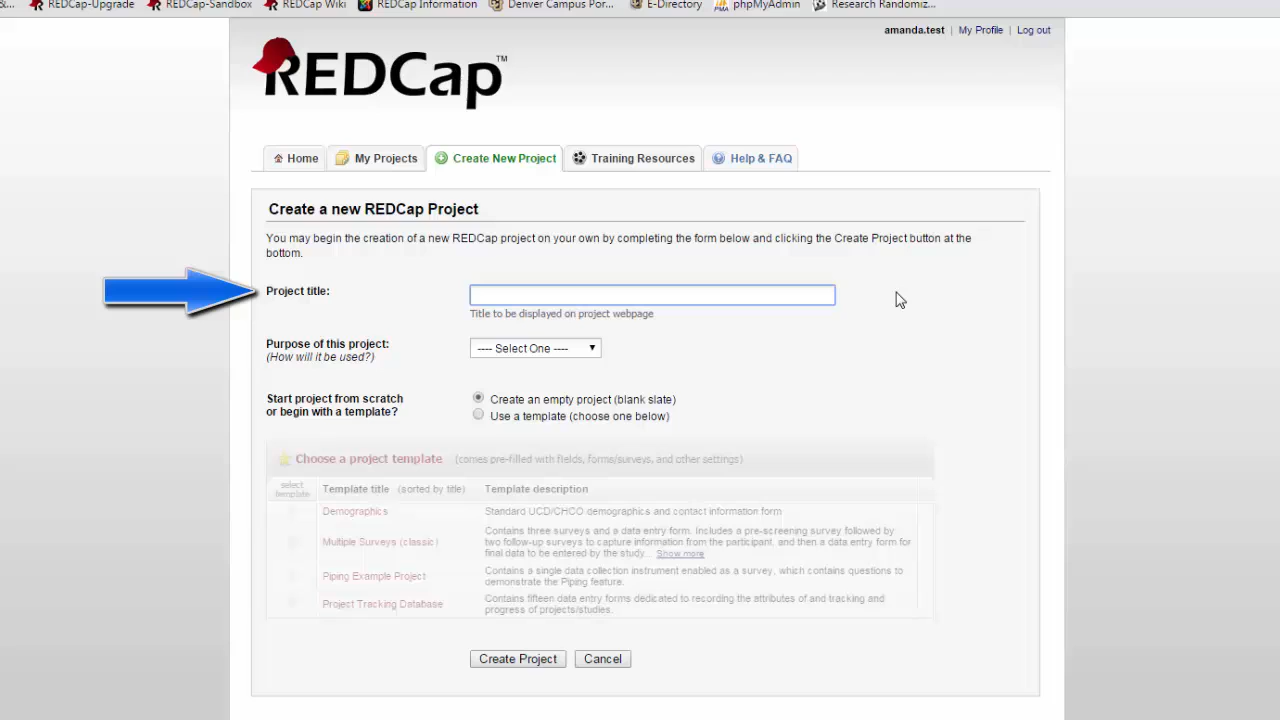 &...
REDCap-Upgrade
REDCap-Sandbox
REDCap Wiki
REDCap Information
Denver Campus Por...
E-Directory
PMA
phpMyAdmin
Research Randomiz...
amanda.test | My Profile | Log out
REDCap™
Home
My Projects
Create New Project
Training Resources
Help & FAQ
Create a new REDCap Project
You may begin the creation of a new REDCap project on your own by completing the form below and clicking the Create Project button at the
bottom.
Project title:
Title to be displayed on project webpage
Purpose of this project:
(How will it be used?)
---- Select One ----
Start project from scratch
or begin with a template?
Create an empty project (blank slate)
Use a template (choose one below)
Choose a project template (comes pre-filled with fields, forms/surveys, and other settings)
select
template
Template title (sorted by title)
Template description
Demographics
Standard UCD/CHCO demographics and contact information form
Multiple Surveys (classic)
Contains three surveys and a data entry form. Includes a pre-screening survey followed by
two follow-up surveys to capture information from the participant, and then a data entry form for
final data to be entered by the study... Show more
Piping Example Project
Contains a single data collection instrument enabled as a survey, which contains questions to
demonstrate the Piping feature.
Project Tracking Database
Contains fifteen data entry forms dedicated to recording the attributes of and tracking and
progress of projects/studies.
Create Project
Cancel